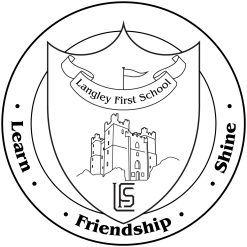 Langley First School
LFS
• Learn • Friendship • Shine •